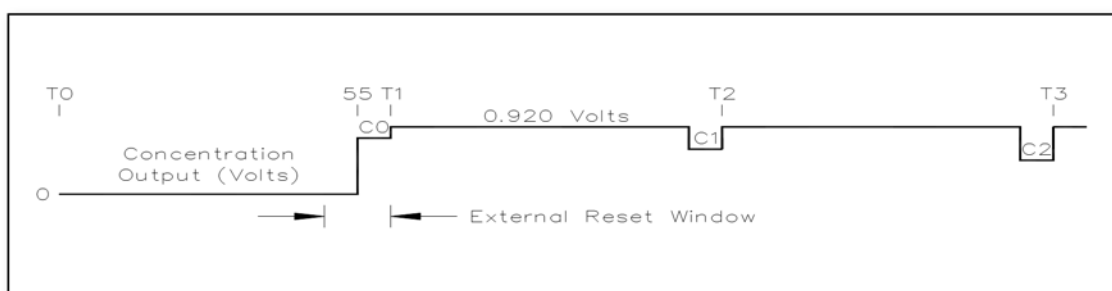 T0 55 T1 T2 T3
C0 0.920 Volts C1 C2
Concentration
Output (Volts)
0
External Reset Window